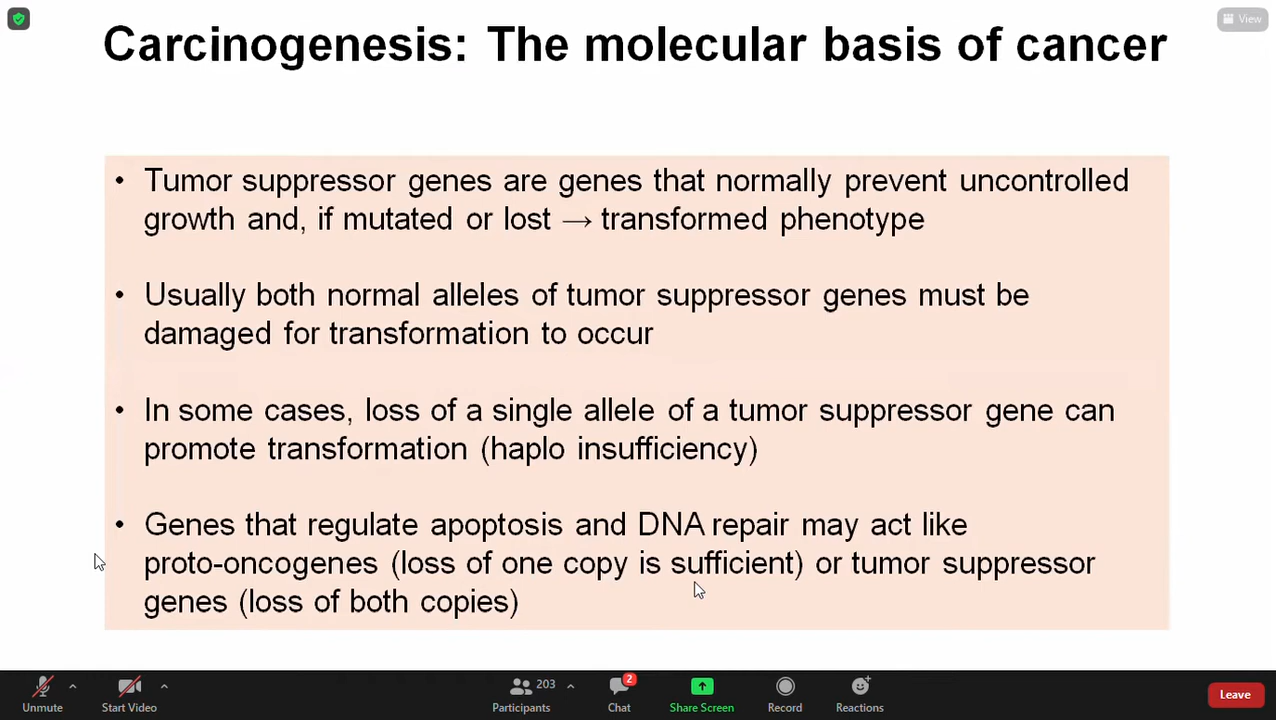 View
Carcinogenesis: The molecular basis of cancer
• Tumor suppressor genes are genes that normally prevent uncontrolled
growth and, if mutated or lost → transformed phenotype
• Usually both normal alleles of tumor suppressor genes must be
damaged for transformation to occur
• In some cases, loss of a single allele of a tumor suppressor gene can
promote transformation (haplo insufficiency)
• Genes that regulate apoptosis and DNA repair may act like
proto-oncogenes (loss of one copy is sufficient) or tumor suppressor
genes (loss of both copies)
203
2
Unmute
Start Video
Participants
Chat
Share Screen
Record
Reactions
Leave